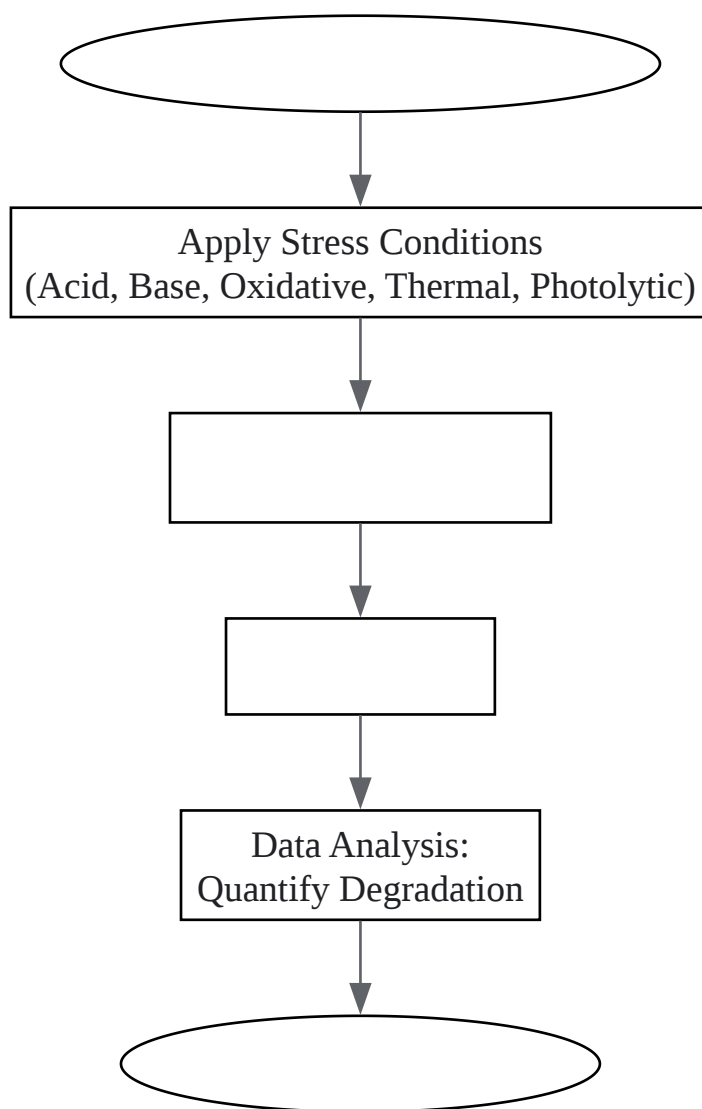 Apply Stress Conditions
(Acid, Base, Oxidative, Thermal, Photolytic)
Data Analysis:
Quantify Degradation